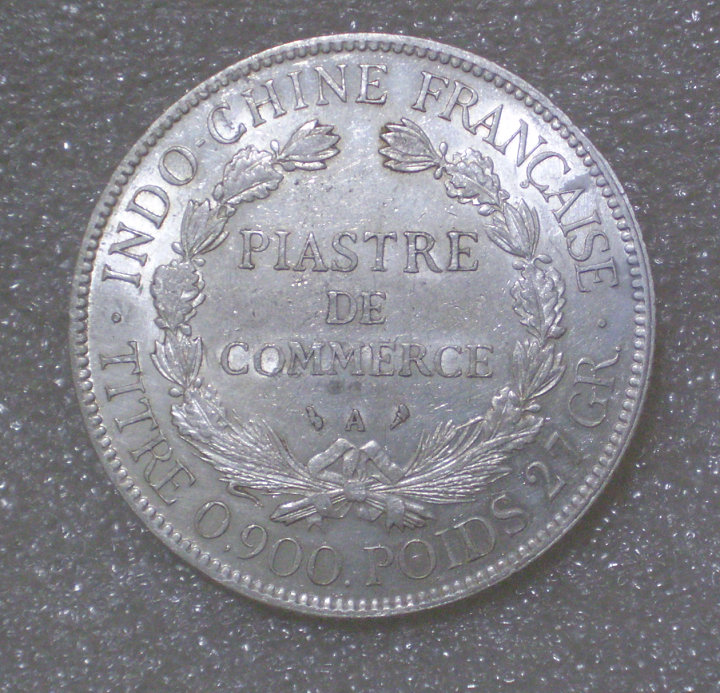 INDO-CHINE FRANÇAISE
PIASTRE
DE
COMMERCE
A
· TITRE 0.900. POIDS 27 GR. ·